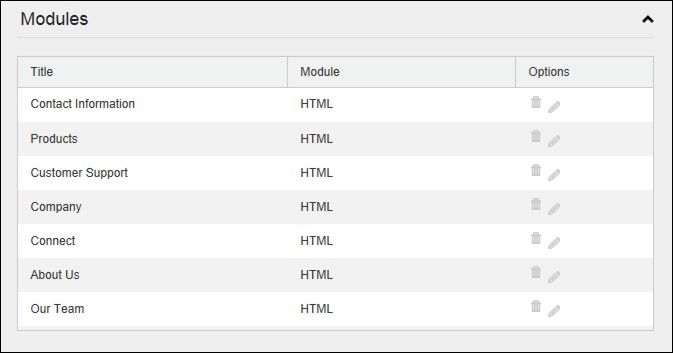 Modules
Title Module Options
Contact Information HTML
Products HTML
Customer Support HTML
Company HTML
Connect HTML
About Us HTML
Our Team HTML